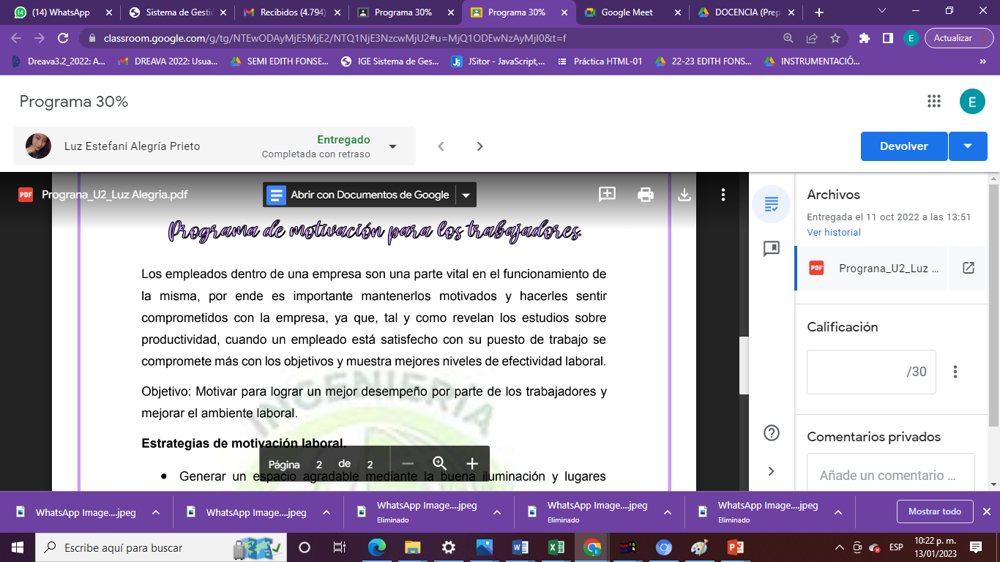 (14) WhatsApp
Sistema de Gesti
Recibidos (4.794)
Programa 30%
Programa 30%
Google Meet
DOCENCIA (Prep
classroom.google.com/g/tg/NTEwODAyMjE5MjE2/NTQ1NjE3NzcwMjU2#u=MjQ1ODEwNzAyMjI0&t=f
E
Actualizar
Dreava3.2_2022: A...
DREAVA 2022: Usua...
SEMI EDITH FONSE...
IGE Sistema de Ges...
JSitor - JavaScript,...
Práctica HTML-01
22-23 EDITH FONS...
INSTRUMENTACIÓ...
»
Programa 30%
E
Luz Estefani Alegría Prieto
Entregado
Completada con retraso
Devolver
PDF
Prograna_U2_Luz Alegria.pdf
Abrir con Documentos de Google
Programa de motivación para los trabajadores.
Los empleados dentro de una empresa son una parte vital en el funcionamiento de
la misma, por ende es importante mantenerlos motivados y hacerles sentir
comprometidos con la empresa, ya que, tal y como revelan los estudios sobre
productividad, cuando un empleado está satisfecho con su puesto de trabajo se
compromete más con los objetivos y muestra mejores niveles de efectividad laboral.
INGENIERIA
Objetivo: Motivar para lograr un mejor desempeño por parte de los trabajadores y
mejorar el ambiente laboral.
Estrategias de motivación laboral.
Página 2 de 2
• Generar un espacio agradable mediante la buena iluminación y lugares
Archivos
Entregada el 11 oct 2022 a las 13:51
Ver historial
PDF
Prograna_U2_Luz ...
Calificación
/30
Comentarios privados
Añade un comentario ...
WhatsApp Image....jpeg
WhatsApp Image....jpeg
WhatsApp Image....jpeg
Eliminado
WhatsApp Image....jpeg
Eliminado
WhatsApp Image....jpeg
Eliminado
Mostrar todo
Escribe aquí para buscar
ESP
10:22 p. m.
13/01/2023